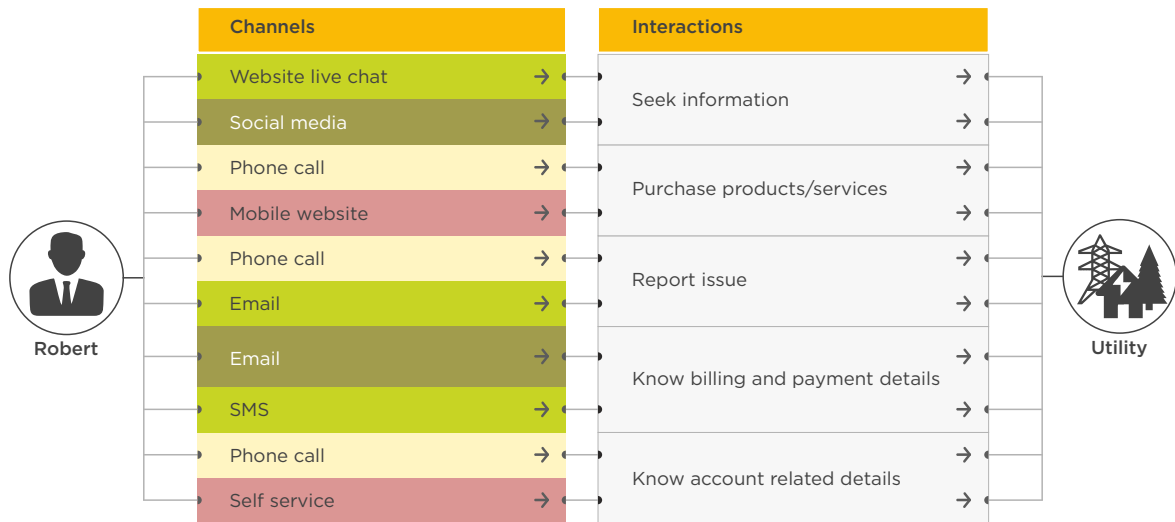 Channels
Interactions
Website live chat
Social media
Seek information
Phone call
Mobile website
Purchase products/services
Phone call
Email
Report issue
Email
SMS
Know billing and payment details
Phone call
Self service
Know account related details
Robert
Utility